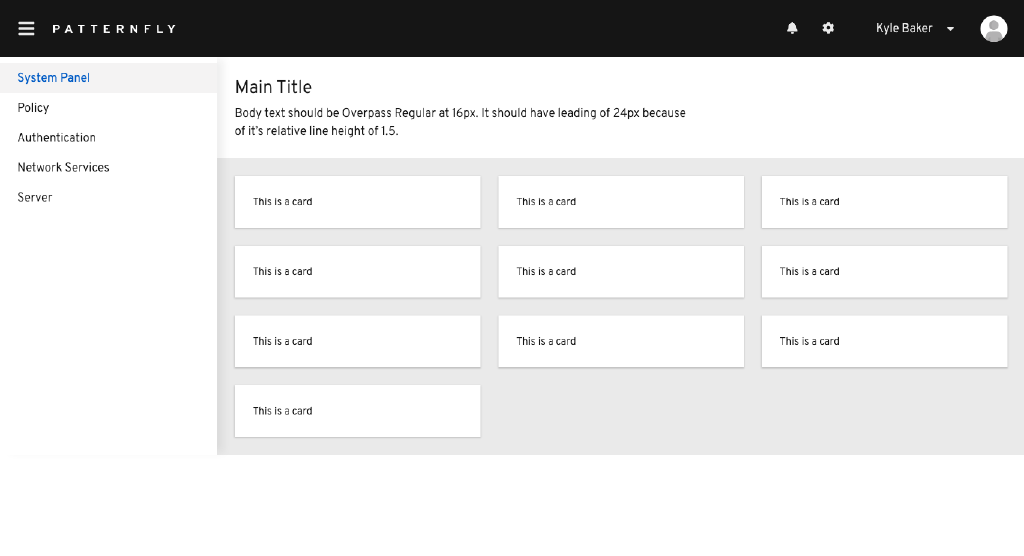 PATTERNFLY
Kyle Baker
System Panel
Policy
Authentication
Network Services
Server
Main Title
Body text should be Overpass Regular at 16px. It should have leading of 24px because
of it's relative line height of 1.5.
This is a card
This is a card
This is a card
This is a card
This is a card
This is a card
This is a card
This is a card
This is a card
This is a card